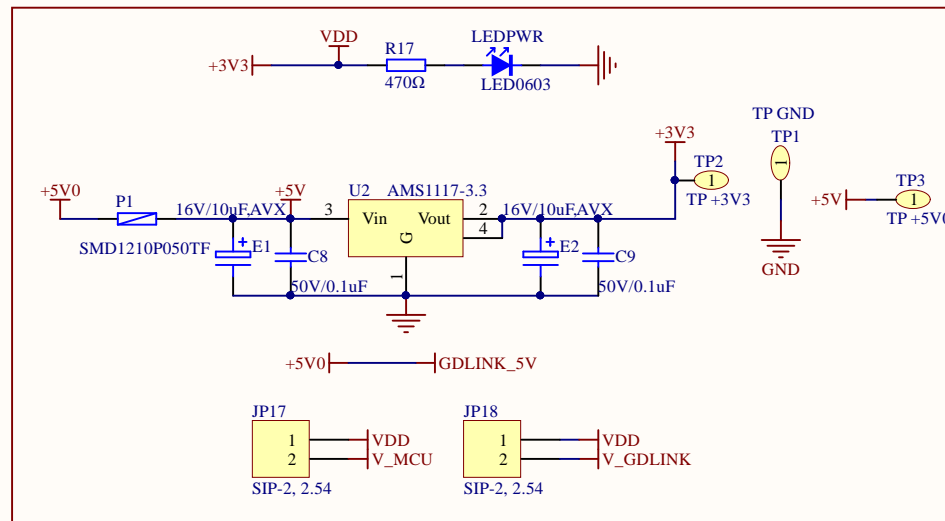 VDD
LEDPWR
R17
+3V3
470Ω
LED0603
TP GND
+3V3
TP1
TP2
1
1
TP3
+5V0
+5V
U2
AMS1117-3.3
P1
TP +3V3
+5V
1
16V/10uF,AVX
3
Vin
Vout
2
16V/10uF,AVX
TP +5V0
4
SMD1210P050TF
E1
C8
G
E2
C9
1
GND
50V/0.1uF
50V/0.1uF
+5V0
GDLINK_5V
JP17
JP18
1
VDD
1
VDD
2
V_MCU
2
V_GDLINK
SIP-2, 2.54
SIP-2, 2.54